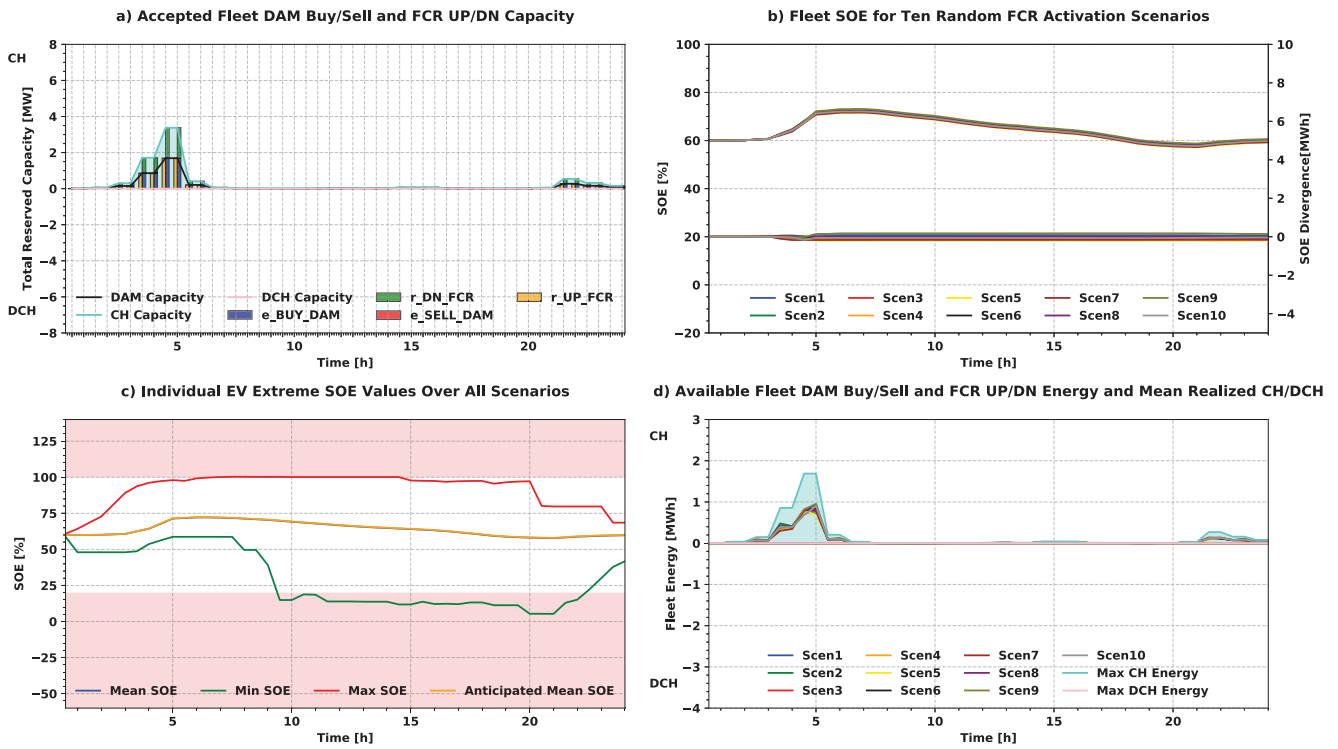 a) Accepted Fleet DAM Buy/Sell and FCR UP/DN Capacity
CH
DCH
Total Reserved Capacity [MW]
8
6
4
2
0
−2
−4
−6
−8
DAM Capacity
CH Capacity
DCH Capacity
e_BUY_DAM
r_DN_FCR
e_SELL_DAM
r_UP_FCR
5
10
15
20
Time [h]
b) Fleet SOE for Ten Random FCR Activation Scenarios
SOE [%]
100
80
60
40
20
0
−20
10
8
6
4
2
0
−2
−4
SOE Divergence[MWh]
Scen1
Scen2
Scen3
Scen4
Scen5
Scen6
Scen7
Scen8
Scen9
Scen10
5
10
15
20
Time [h]
c) Individual EV Extreme SOE Values Over All Scenarios
SOE [%]
125
100
75
50
25
0
−25
−50
Mean SOE
Min SOE
Max SOE
Anticipated Mean SOE
5
10
15
20
Time [h]
d) Available Fleet DAM Buy/Sell and FCR UP/DN Energy and Mean Realized CH/DCH
CH
DCH
Fleet Energy [MWh]
3
2
1
0
−1
−2
−3
−4
Scen1
Scen2
Scen3
Scen4
Scen5
Scen6
Scen7
Scen8
Scen9
Scen10
Max CH Energy
Max DCH Energy
5
10
15
20
Time [h]